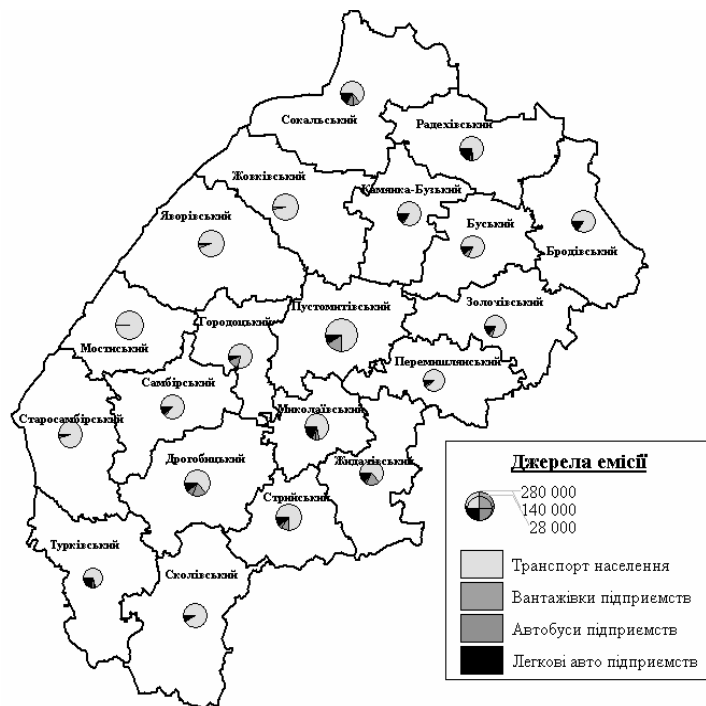 Сокальський
Радехівський
Жовківський
Камянка-Бузький
Яворівський
Буський
Бродівський
Пустомитівський
Золочівський
Городоцький
Мостиський
Перемишлянський
Самбірський
Миколаївський
Старосамбірський
Дрогобицький
Жидачівський
Стрийський
Турківський
Сколівський
Джерела емісії
280 000
140 000
28 000
Транспорт населення
Вантажівки підприємств
Автобуси підприємств
Легкові авто підприємств